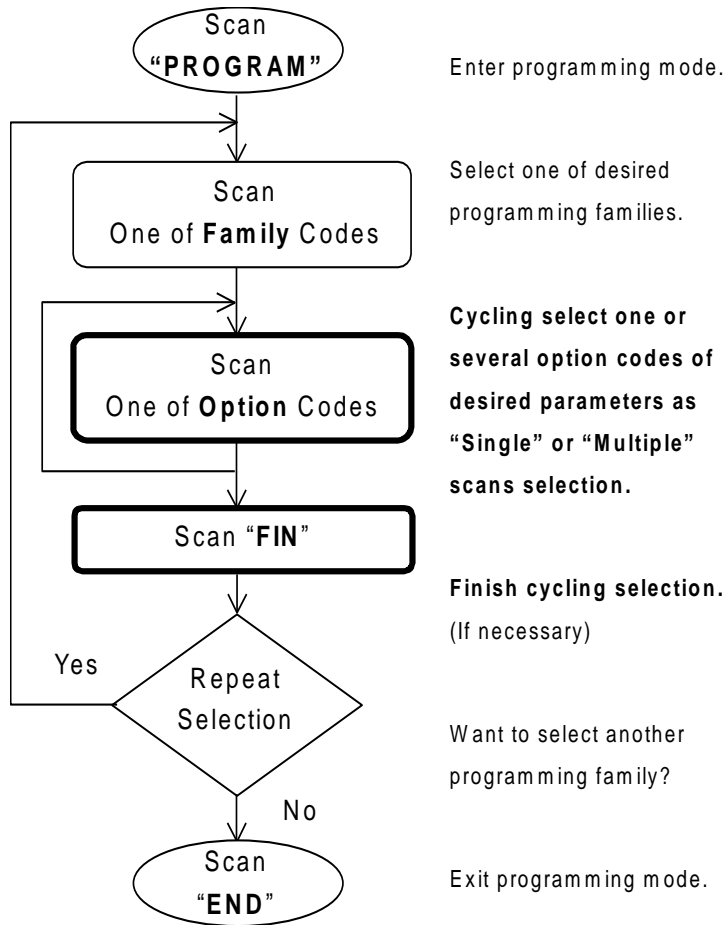 Scan
“PROGRAM”
Enter programming mode.
Scan
One of Family Codes
Select one of desired
programming families.
Scan
One of Option Codes
Cycling select one or
several option codes of
desired parameters as
“Single” or “Multiple”
scans selection.
Scan “FIN”
Finish cycling selection.
(If necessary)
Yes
Repeat
Selection
Want to select another
programming family?
No
Scan
“END”
Exit programming mode.